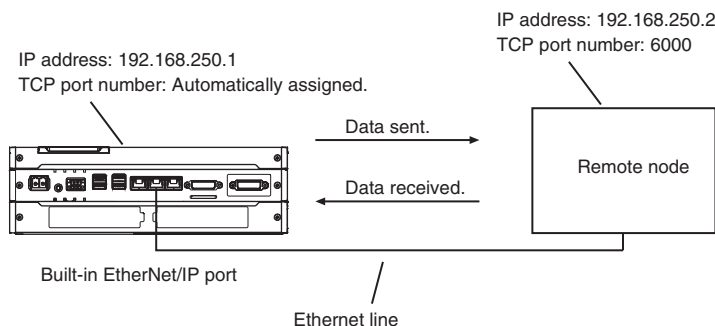 IP address: 192.168.250.2
TCP port number: 6000
IP address: 192.168.250.1
TCP port number: Automatically assigned.
Data sent.
Remote node
Data received.
Built-in EtherNet/IP port
Ethernet line